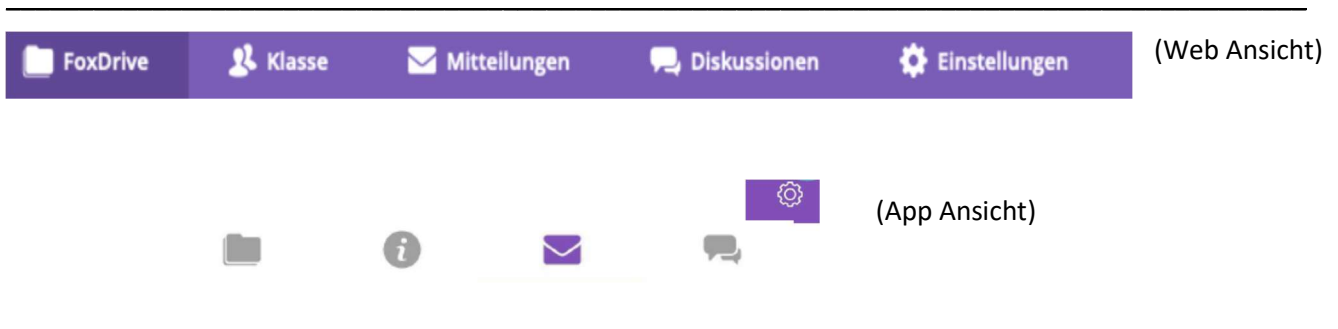 FoxDrive Klasse Mitteilungen Diskussionen Einstellungen (Web Ansicht)
(App Ansicht)